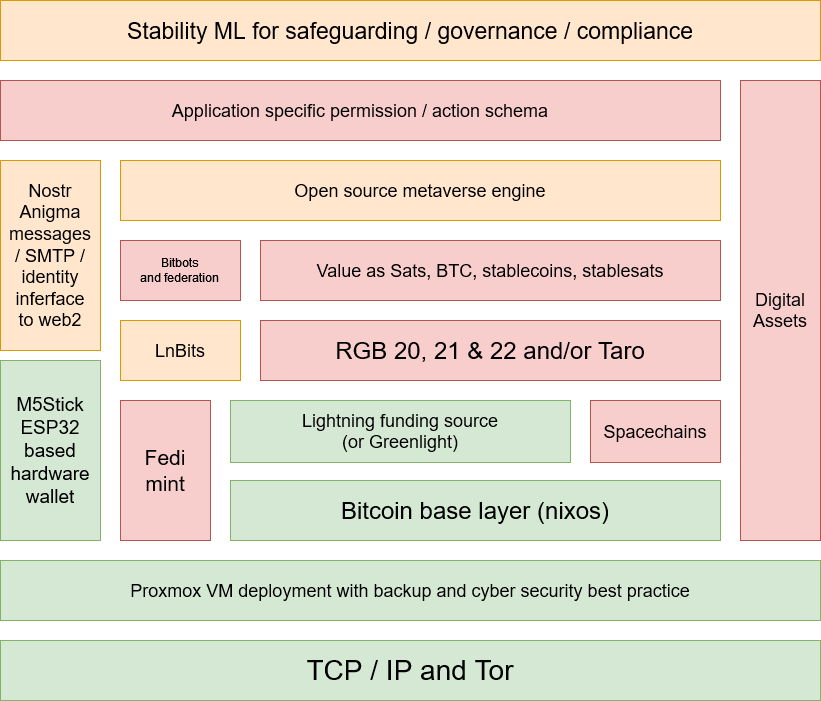 Stability ML for safeguarding / governance / compliance
Application specific permission / action schema
Nostr
Anigma
messages
/ SMTP /
identity
inferface
to web2
Open source metaverse engine
Bitbots
and federation
Value as Sats, BTC, stablecoins, stablesats
Digital
Assets
LnBits
RGB 20, 21 & 22 and/or Taro
M5Stick
ESP32
based
hardware
wallet
Fedi
mint
Lightning funding source
(or Greenlight)
Spacechains
Bitcoin base layer (nixos)
Proxmox VM deployment with backup and cyber security best practice
TCP / IP and Tor